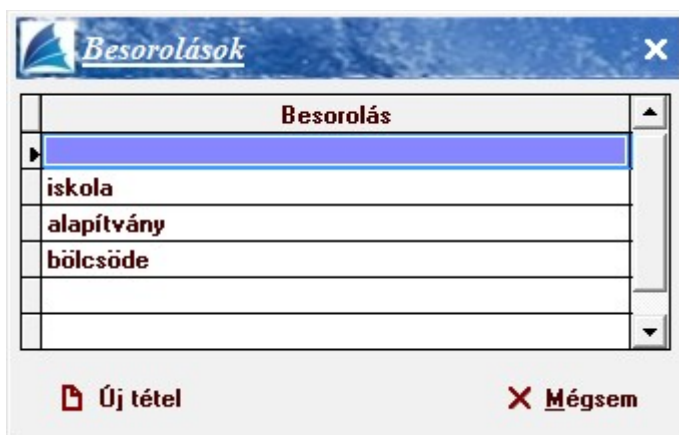 Besorolások
Besorolás
iskola
alapítvány
bölcsöde
Új tétel
Mégsem